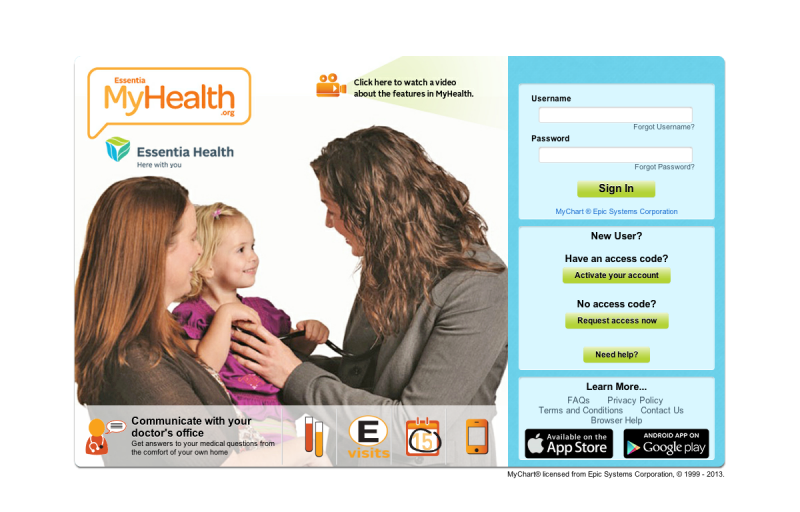 Essentia
MyHealth
.org
Essentia Health
Here with you
Click here to watch a video
about the features in MyHealth.
Communicate with your
doctor's office
Get answers to your medical questions from
the comfort of your own home
E
visits
15
Username
Forgot Username?
Password
Forgot Password?
Sign In
MyChart ® Epic Systems Corporation
New User?
Have an access code?
Activate your account
No access code?
Request access now
Need help?
Learn More...
FAQs Privacy Policy
Terms and Conditions Contact Us
Browser Help
Available on the
App Store
ANDROID APP ON
Google play
MyChart® licensed from Epic Systems Corporation, © 1999 - 2013.